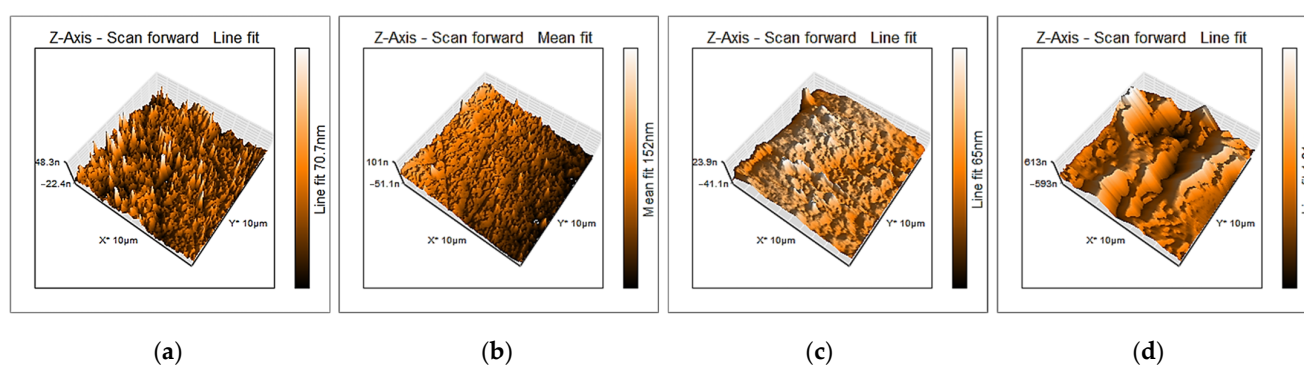 Z-Axis - Scan forward Line fit
48.3n
−22.4n
X* 10µm
Y* 10µm
Line fit 70.7nm
(a)
Z-Axis - Scan forward Mean fit
101n
−51.1n
X* 10µm
Y* 10µm
Mean fit 152nm
(b)
Z-Axis - Scan forward Line fit
23.9n
−41.1n
X* 10µm
Y* 10µm
Line fit 65nm
(c)
Z-Axis - Scan forward Line fit
613n
−593n
X* 10µm
Y* 10µm
(d)